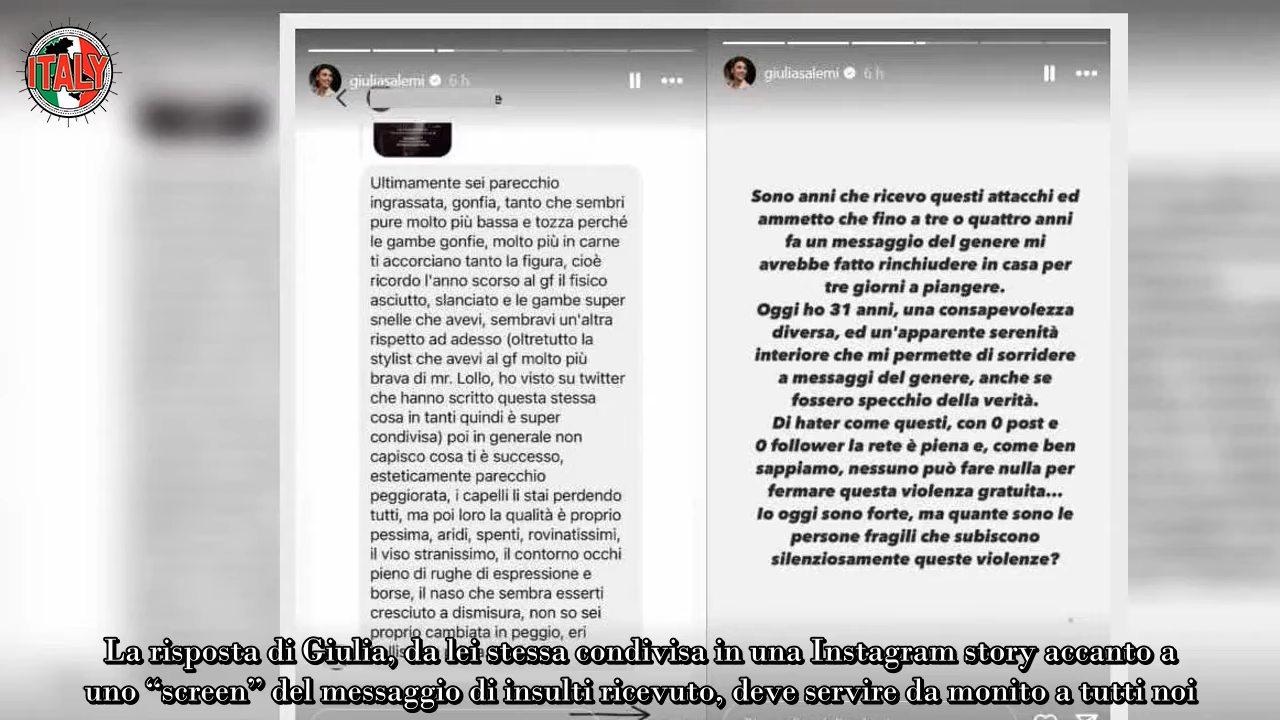 ITALY
giuliasalemi 6 h
e
Ultimamente sei parecchio
ingrassata, gonfia, tanto che sembri
pure molto più bassa e tozza perché
le gambe gonfie, molto più in carne
ti accorciano tanto la figura, cioè
ricordo l'anno scorso al gf il fisico
asciutto, slanciato e le gambe super
snelle che avevi, sembravi un'altra
rispetto ad adesso (oltretutto la
stylist che avevi al gf molto più
brava di mr. Lollo, ho visto su twitter
che hanno scritto questa stessa
cosa in tanti quindi è super
condivisa) poi in generale non
capisco cosa ti è successo,
esteticamente parecchio
peggiorata, i capelli li stai perdendo
tutti, ma poi loro la qualità è proprio
pessima, aridi, spenti, rovinatissimi,
il viso stranissimo, il contorno occhi
pieno di rughe di espressione e
borse, il naso che sembra esserti
cresciuto a dismisura, non so sei
proprio cambiata in peggio, eri
giuliasalemi 6 h
Sono anni che ricevo questi attacchi ed
ammetto che fino a tre o quattro anni
fa un messaggio del genere mi
avrebbe fatto rinchiudere in casa per
tre giorni a piangere.
Oggi ho 31 anni, una consapevolezza
diversa, ed un'apparente serenità
interiore che mi permette di sorridere
a messaggi del genere, anche se
fossero specchio della verità.
Di hater come questi, con 0 post e
0 follower la rete è piena e, come ben
sappiamo, nessuno può fare nulla per
fermare questa violenza gratuita...
Io oggi sono forte, ma quante sono le
persone fragili che subiscono
silenziosamente queste violenze?
La risposta di Giulia, da lei stessa condivisa in una Instagram story accanto a
uno “screen” del messaggio di insulti ricevuto, deve servire da monito a tutti noi